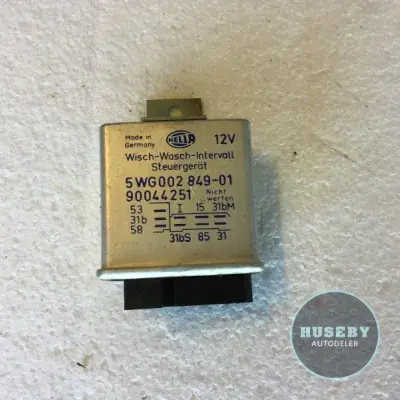 Made in
Germany
HELLA
12V
Wisch-Wasch-Intervall
Steuergerät
5WG002 849-01
90044251
Nicht
werfen
53 I 15 31bM
31b
58
31bS 85 31
HUSEBY
AUTODELER